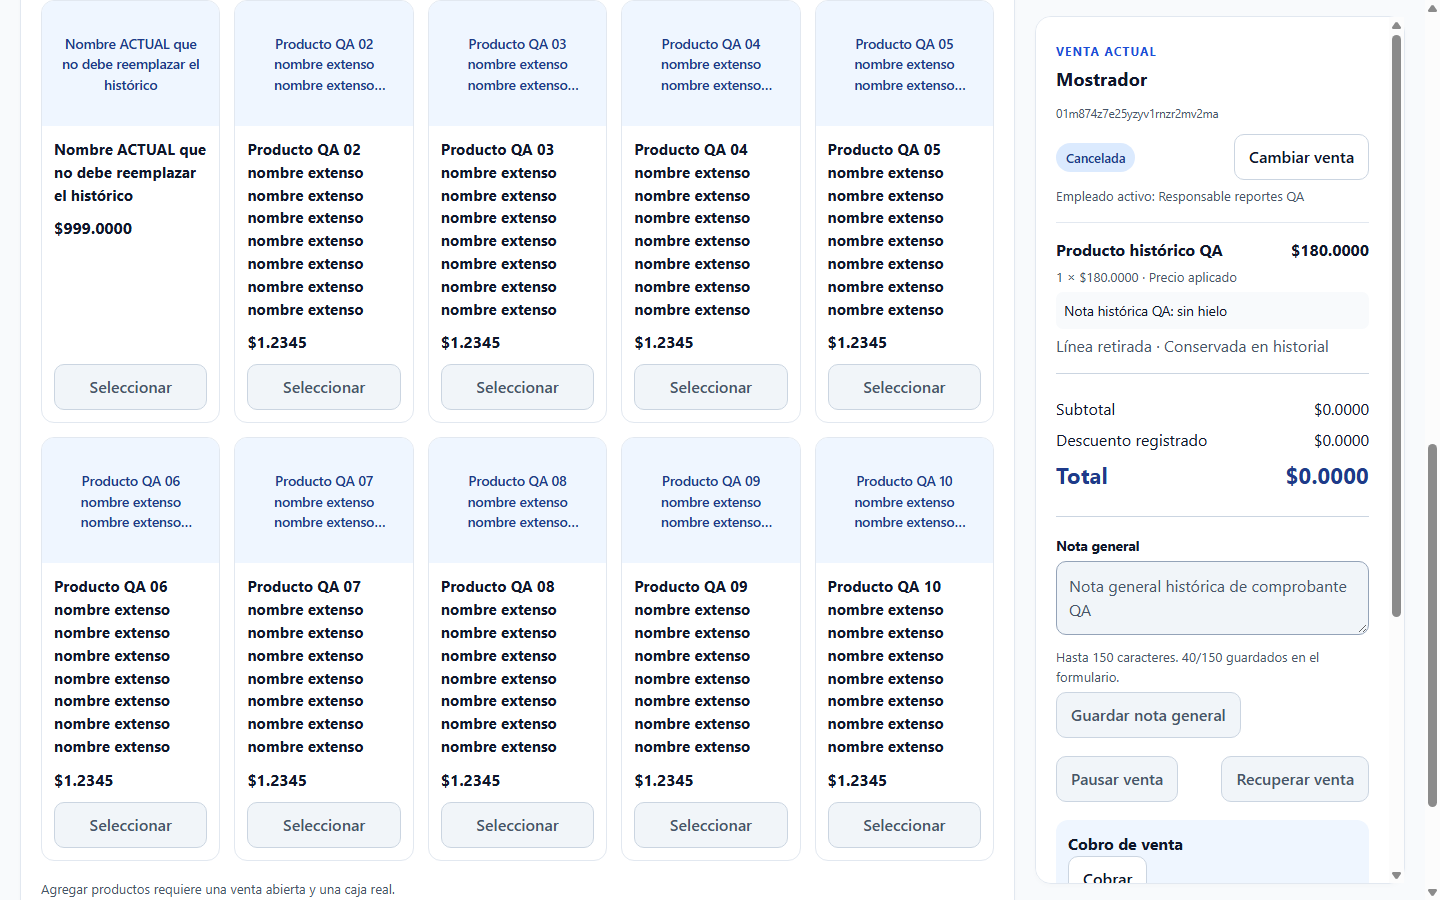 Nombre ACTUAL que
no debe reemplazar el
histórico
Nombre ACTUAL que
no debe reemplazar
el histórico
$999.0000
Seleccionar
Producto QA 02
nombre extenso
nombre extenso...
Producto QA 02
nombre extenso
nombre extenso
nombre extenso
nombre extenso
nombre extenso
nombre extenso
nombre extenso
$1.2345
Seleccionar
Producto QA 03
nombre extenso
nombre extenso...
Producto QA 03
nombre extenso
nombre extenso
nombre extenso
nombre extenso
nombre extenso
nombre extenso
nombre extenso
$1.2345
Seleccionar
Producto QA 04
nombre extenso
nombre extenso...
Producto QA 04
nombre extenso
nombre extenso
nombre extenso
nombre extenso
nombre extenso
nombre extenso
nombre extenso
$1.2345
Seleccionar
Producto QA 05
nombre extenso
nombre extenso...
Producto QA 05
nombre extenso
nombre extenso
nombre extenso
nombre extenso
nombre extenso
nombre extenso
nombre extenso
$1.2345
Seleccionar
Producto QA 06
nombre extenso
nombre extenso...
Producto QA 06
nombre extenso
nombre extenso
nombre extenso
nombre extenso
nombre extenso
nombre extenso
nombre extenso
$1.2345
Seleccionar
Producto QA 07
nombre extenso
nombre extenso...
Producto QA 07
nombre extenso
nombre extenso
nombre extenso
nombre extenso
nombre extenso
nombre extenso
nombre extenso
$1.2345
Seleccionar
Producto QA 08
nombre extenso
nombre extenso...
Producto QA 08
nombre extenso
nombre extenso
nombre extenso
nombre extenso
nombre extenso
nombre extenso
nombre extenso
$1.2345
Seleccionar
Producto QA 09
nombre extenso
nombre extenso...
Producto QA 09
nombre extenso
nombre extenso
nombre extenso
nombre extenso
nombre extenso
nombre extenso
nombre extenso
$1.2345
Seleccionar
Producto QA 10
nombre extenso
nombre extenso...
Producto QA 10
nombre extenso
nombre extenso
nombre extenso
nombre extenso
nombre extenso
nombre extenso
nombre extenso
$1.2345
Seleccionar
Agregar productos requiere una venta abierta y una caja real.
VENTA ACTUAL
Mostrador
01m874z7e25yzyv1rnzr2mv2ma
Cancelada
Cambiar venta
Empleado activo: Responsable reportes QA
Producto histórico QA $180.0000
1 × $180.0000 · Precio aplicado
Nota histórica QA: sin hielo
Línea retirada · Conservada en historial
Subtotal $0.0000
Descuento registrado $0.0000
Total $0.0000
Nota general
Nota general histórica de comprobante
QA
Hasta 150 caracteres. 40/150 guardados en el
formulario.
Guardar nota general
Pausar venta
Recuperar venta
Cobro de venta
Cobrar